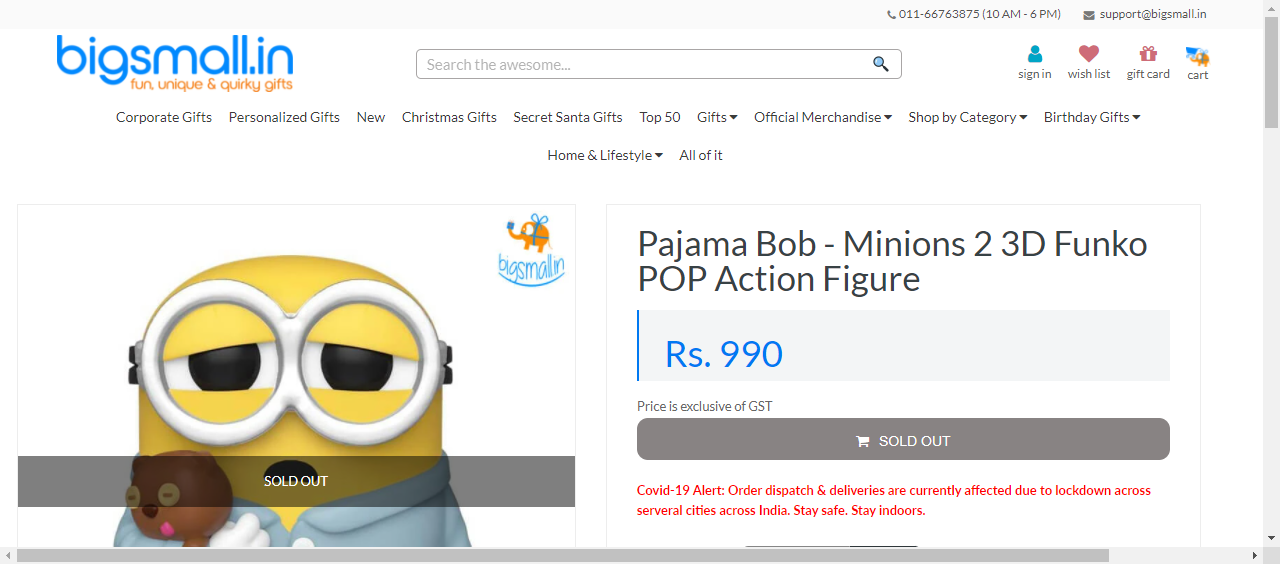 011-66763875 (10 AM - 6 PM) support@bigsmall.in
bigsmall.in
fun, unique & quirky gifts
Search the awesome...
sign in wish list gift card cart
Corporate Gifts Personalized Gifts New Christmas Gifts Secret Santa Gifts Top 50 Gifts Official Merchandise Shop by Category Birthday Gifts
Home & Lifestyle All of it
bigsmall.in
SOLD OUT
Pajama Bob - Minions 2 3D Funko
POP Action Figure
Rs. 990
Price is exclusive of GST
SOLD OUT
Covid-19 Alert: Order dispatch & deliveries are currently affected due to lockdown across
serveral cities across India. Stay safe. Stay indoors.